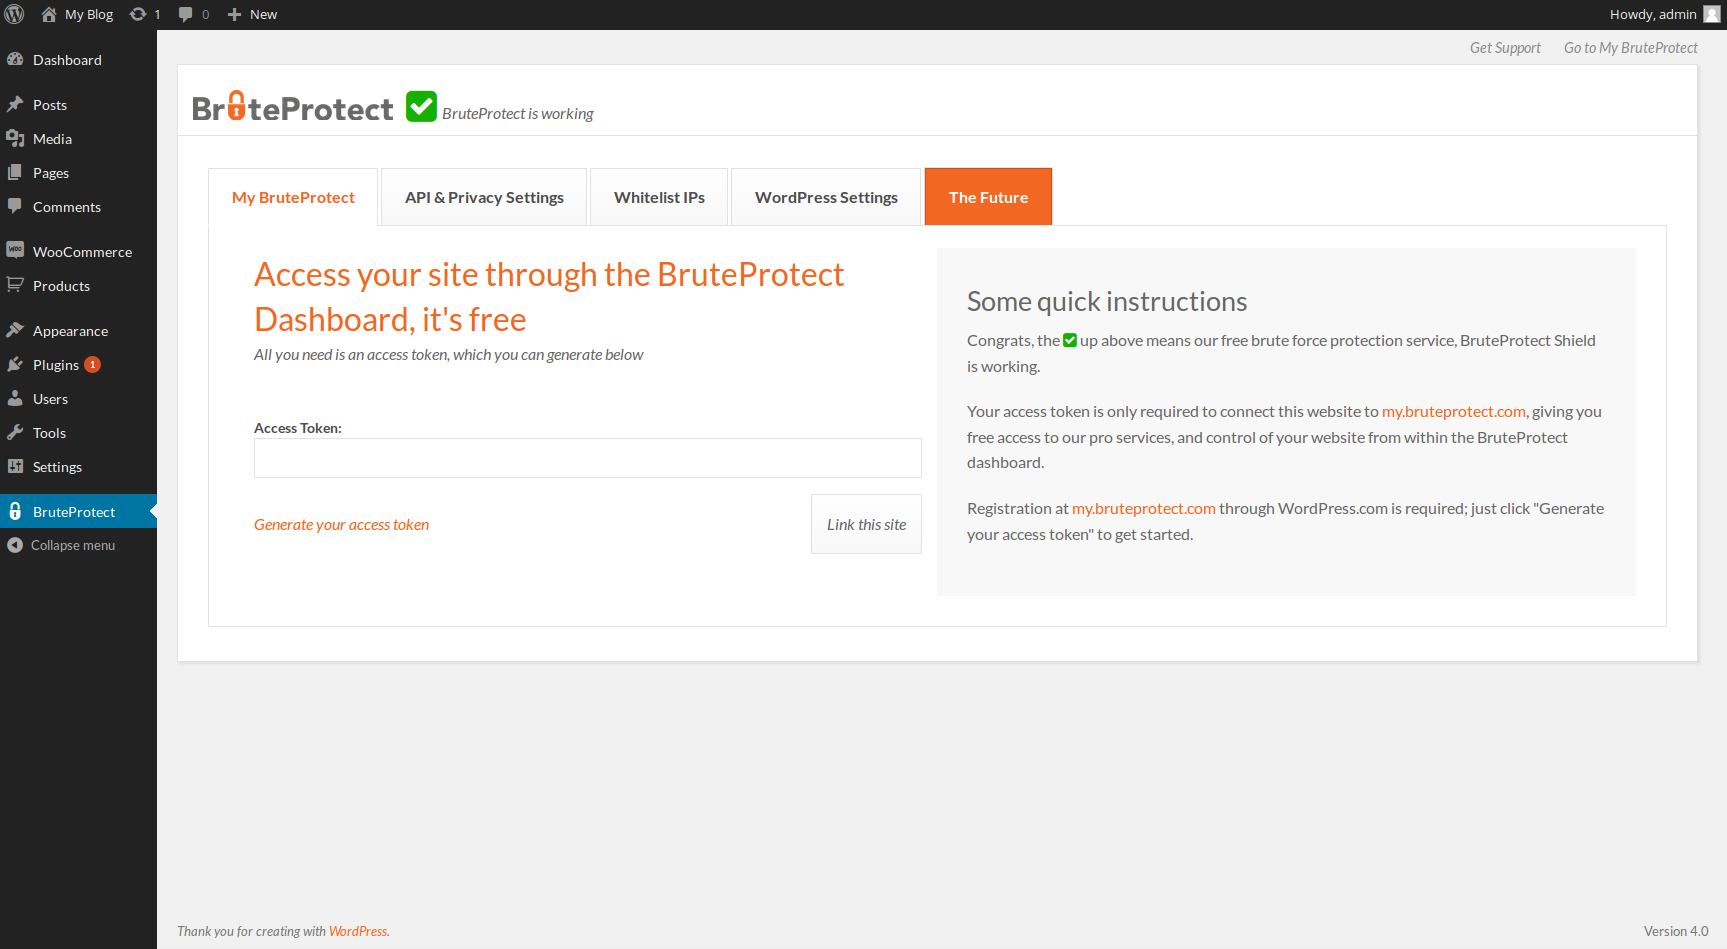 My Blog 1 0 New Howdy, admin
Get Support Go to My BruteProtect
Dashboard
Posts
Media
Pages
Comments
WooCommerce
Products
Appearance
Plugins 1
Users
Tools
Settings
BruteProtect
Collapse menu
BruteProtect BruteProtect is working
My BruteProtect API & Privacy Settings Whitelist IPs WordPress Settings The Future
Access your site through the BruteProtect
Dashboard, it's free
All you need is an access token, which you can generate below
Access Token:
Generate your access token Link this site
Some quick instructions
Congrats, the up above means our free brute force protection service, BruteProtect Shield
is working.
Your access token is only required to connect this website to my.bruteprotect.com, giving you
free access to our pro services, and control of your website from within the BruteProtect
dashboard.
Registration at my.bruteprotect.com through WordPress.com is required; just click "Generate
your access token" to get started.
Thank you for creating with WordPress. Version 4.0